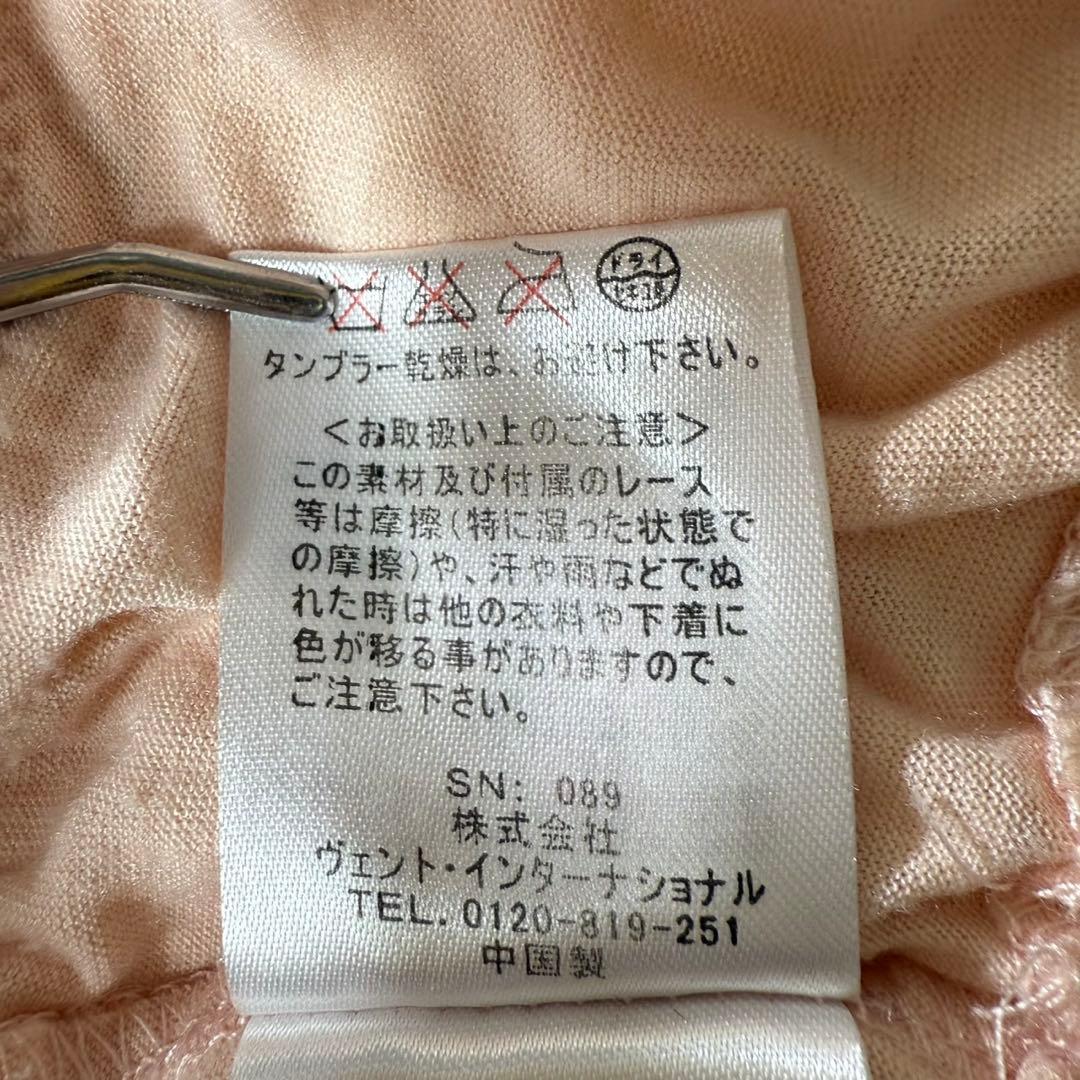 ドライ
タンブラー乾燥は、お避け下さい。
<お取扱い上のご注意>
この素材及び付属のレース
等は摩擦(特に湿った状態で
の摩擦)や、汗や雨などでぬ
れた時は他の衣料や下着に
色が移る事がありますので、
ご注意下さい。
SN: 089
株式会社
ヴェント・インターナショナル
TEL. 0120-819-251
中国製